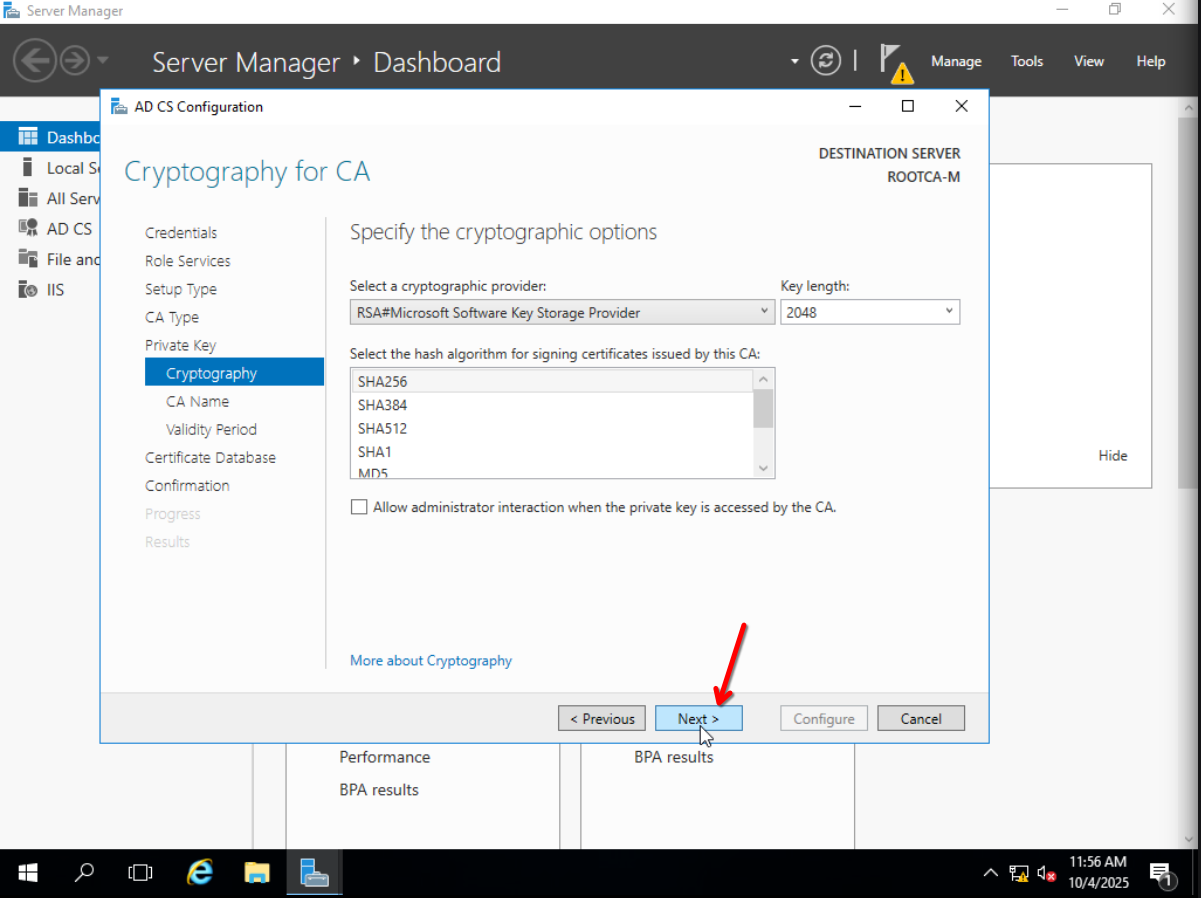 Server Manager
Server Manager ‣ Dashboard
Manage
Tools
View
Help
AD CS Configuration
Dashbo
Local Se
All Serv
AD CS
File and
IIS
Cryptography for CA
DESTINATION SERVER
ROOTCA-M
Credentials
Role Services
Setup Type
CA Type
Private Key
Cryptography
CA Name
Validity Period
Certificate Database
Confirmation
Progress
Results
Specify the cryptographic options
Select a cryptographic provider:
Key length:
RSA#Microsoft Software Key Storage Provider
2048
Select the hash algorithm for signing certificates issued by this CA:
SHA256
SHA384
SHA512
SHA1
MD5
Allow administrator interaction when the private key is accessed by the CA.
More about Cryptography
< Previous
Next >
Configure
Cancel
Hide
Performance
BPA results
BPA results
11:56 AM
10/4/2025
1